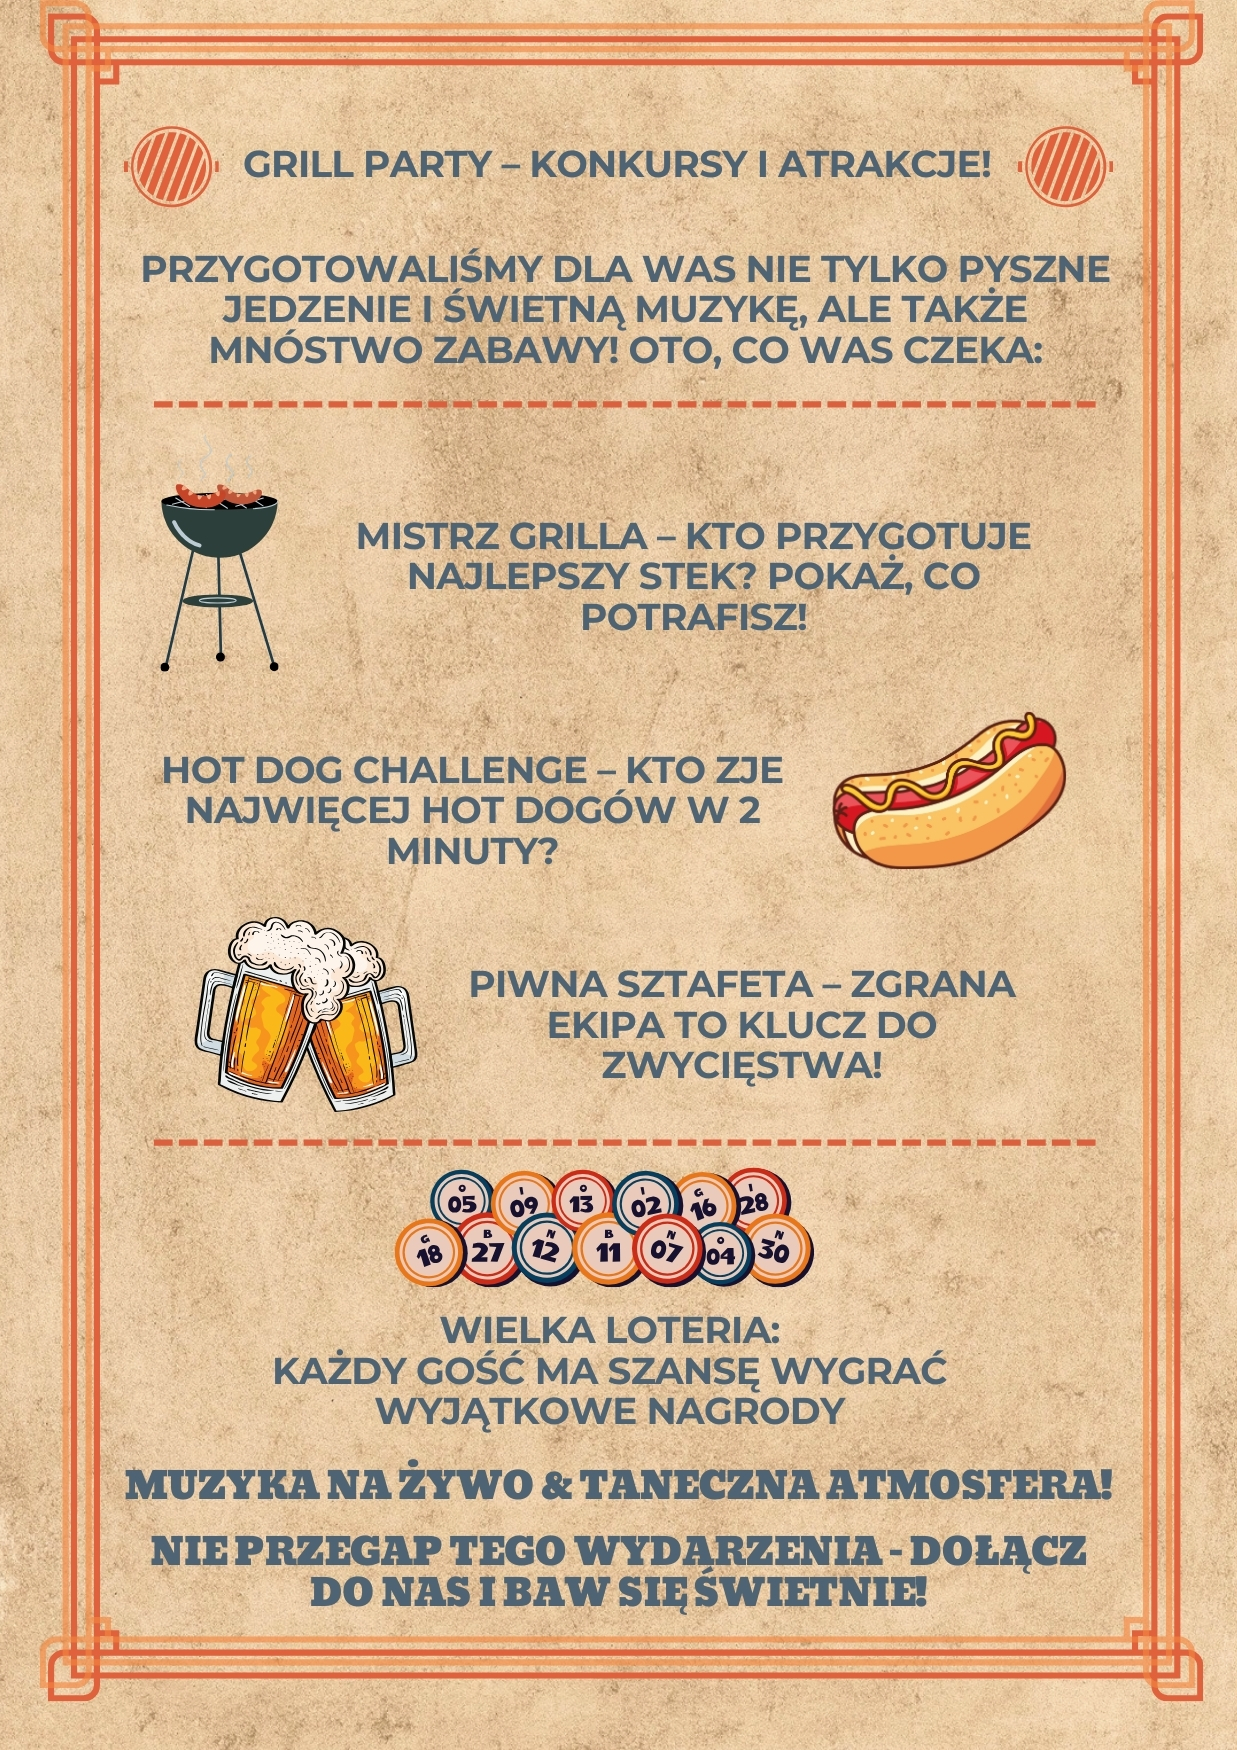 GRILL PARTY – KONKURSY I ATRAKCJE!
PRZYGOTOWALIŚMY DLA WAS NIE TYLKO PYSZNE
JEDZENIE I ŚWIETNĄ MUZYKĘ, ALE TAKŻE
MNÓSTWO ZABAWY! OTO, CO WAS CZEKA:
MISTRZ GRILLA – KTO PRZYGOTUJE
NAJLEPSZY STEK? POKAŻ, CO
POTRAFISZ!
HOT DOG CHALLENGE – KTO ZJE
NAJWIĘCEJ HOT DOGÓW W 2
MINUTY?
PIWNA SZTAFETA – ZGRANA
EKIPA TO KLUCZ DO
ZWYCIĘSTWA!
O 05 I 09 O 13 I 02 G 16 I 28
G 18 B 27 N 12 B 11 N 07 O 04 N 30
WIELKA LOTERIA:
KAŻDY GOŚĆ MA SZANSĘ WYGRAĆ
WYJĄTKOWE NAGRODY
MUZYKA NA ŻYWO & TANECZNA ATMOSFERA!
NIE PRZEGAP TEGO WYDARZENIA - DOŁĄCZ
DO NAS I BAW SIĘ ŚWIETNIE!